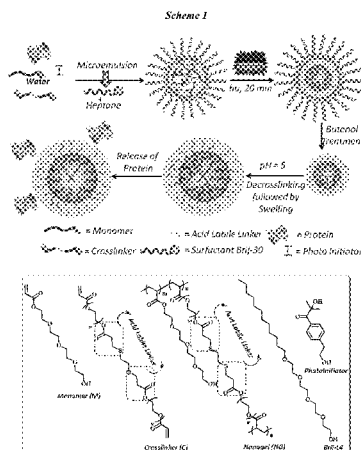 Scheme 1
Microemulsion
Water
Heptane
hυ, 20 min
Butanol
Treatment
Release of
Protein
pH = 5
Decrosslinking
followed by
Swelling
= Monomer
= Acid Labile Linker
= Protein
= Crosslinker
= Surfactant Brij-30
= Photo Initiator
Acid Labile Linker
Acid Labile Linker
Monomer (M)
Crosslinker (C)
Nanogel (NG)
Photoinitiator
Brij-L4